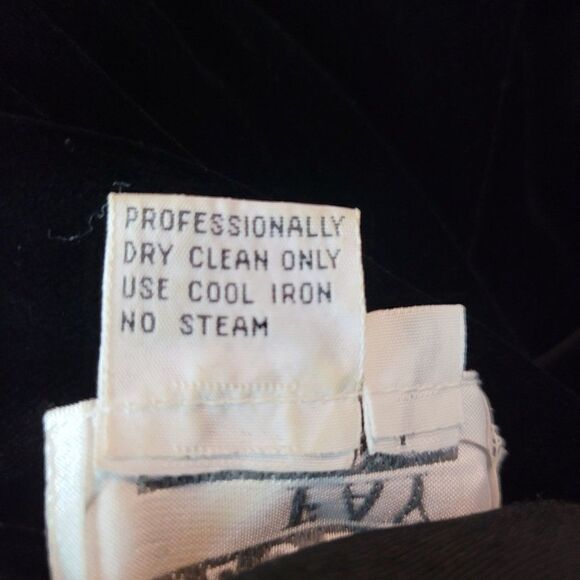 PROFESSIONALLY
DRY CLEAN ONLY
USE COOL IRON
NO STEAM